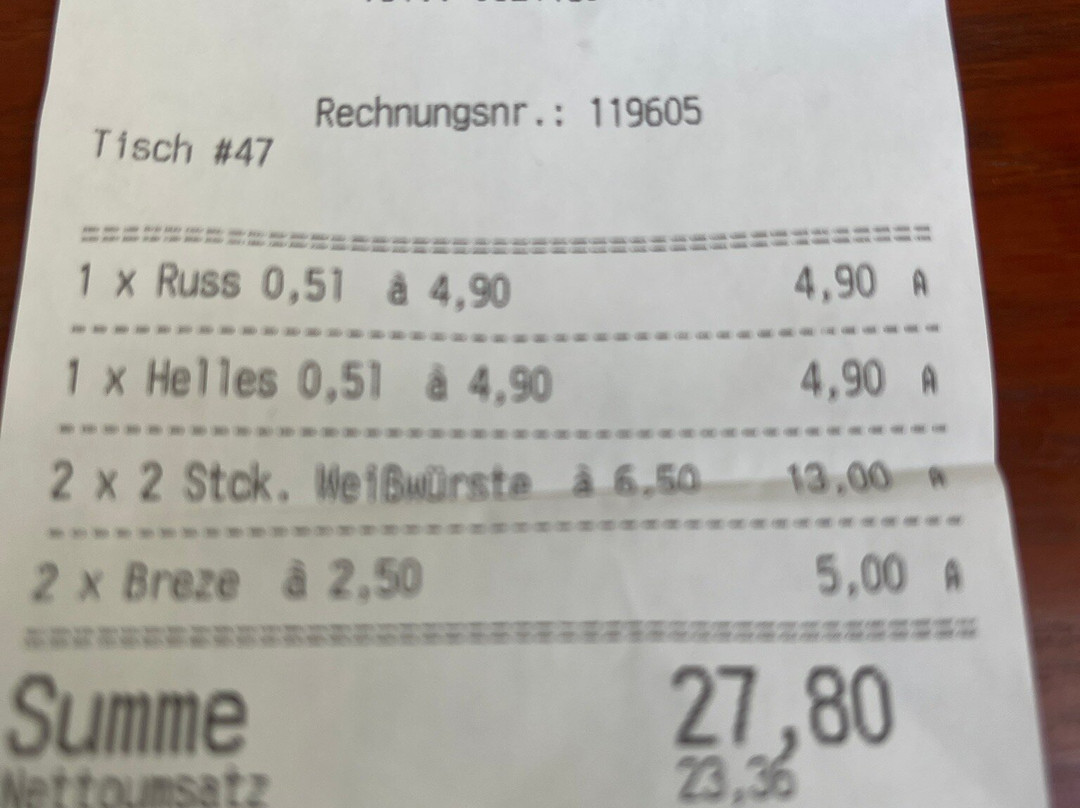 Rechnungsnr.: 119605
Tisch #47
==========================================
1 x Russ 0,5l à 4,90 4,90 A
------------------------------------------
1 x Helles 0,5l à 4,90 4,90 A
------------------------------------------
2 x 2 Stck. Weißwürste à 6,50 13,00 A
------------------------------------------
2 x Breze à 2,50 5,00 A
==========================================
Summe 27,80
Nettoumsatz 23,36